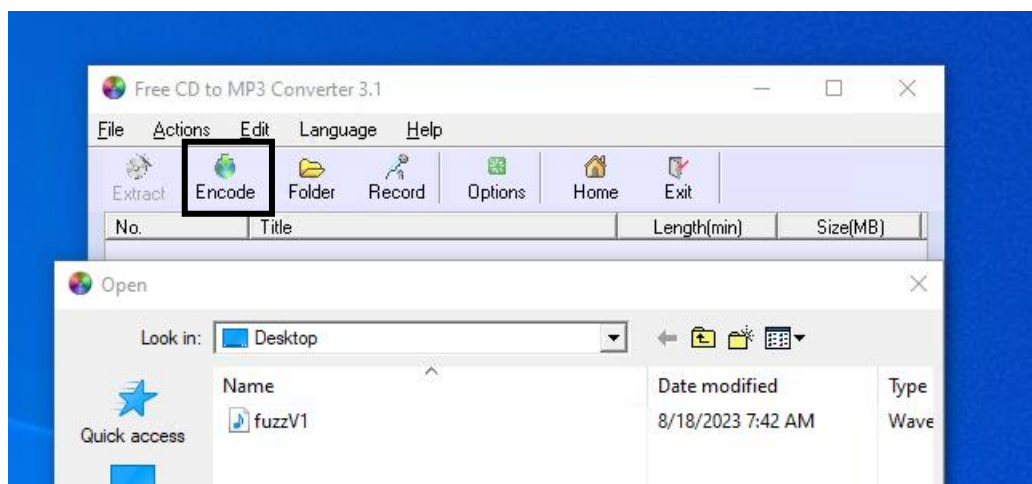 Free CD to MP3 Converter 3.1
File Actions Edit Language Help
Extract Encode Folder Record Options Home Exit
No. Title Length(min) Size(MB)
Open
Look in: Desktop
Name Date modified Type
fuzzV1 8/18/2023 7:42 AM Wave
Quick access